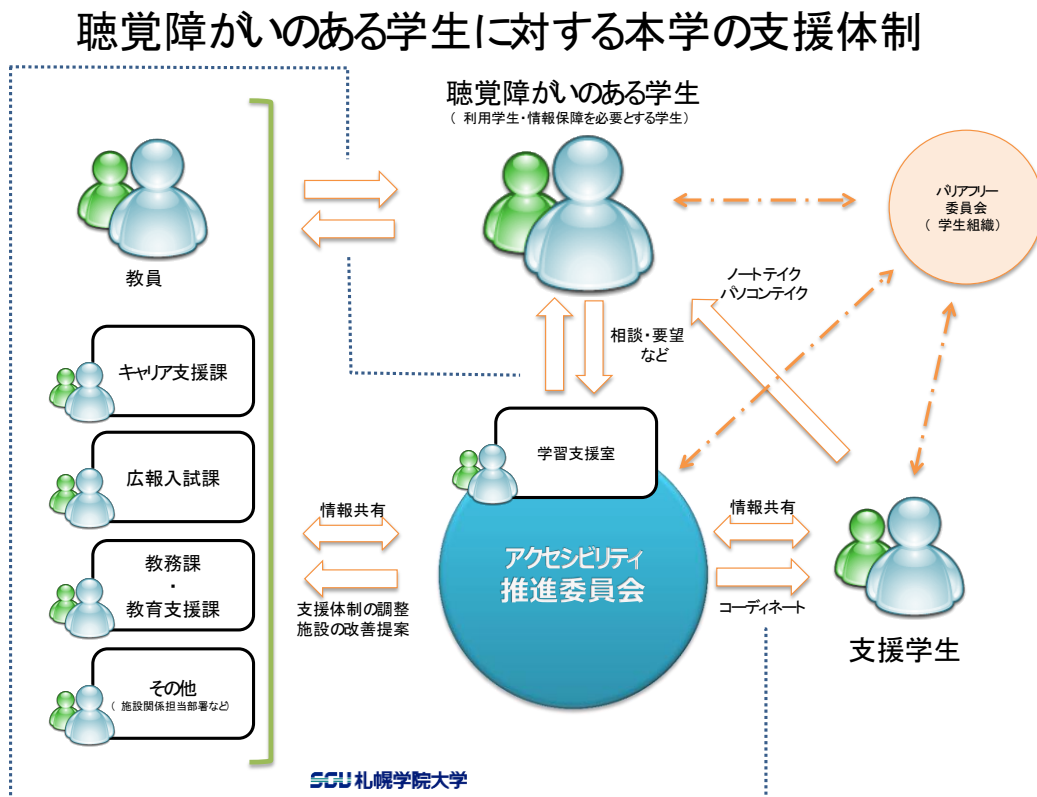 聴覚障がいのある学生に対する本学の支援体制
聴覚障がいのある学生
（利用学生・情報保障を必要とする学生）
教員
バリアフリー
委員会
（学生組織）
ノートテイク
パソコンテイク
相談・要望
など
キャリア支援課
広報入試課
教務課
・
教育支援課
その他
（施設関係担当部署など）
情報共有
支援体制の調整
施設の改善提案
学習支援室
アクセシビリティ
推進委員会
情報共有
コーディネート
支援学生
SGU 札幌学院大学